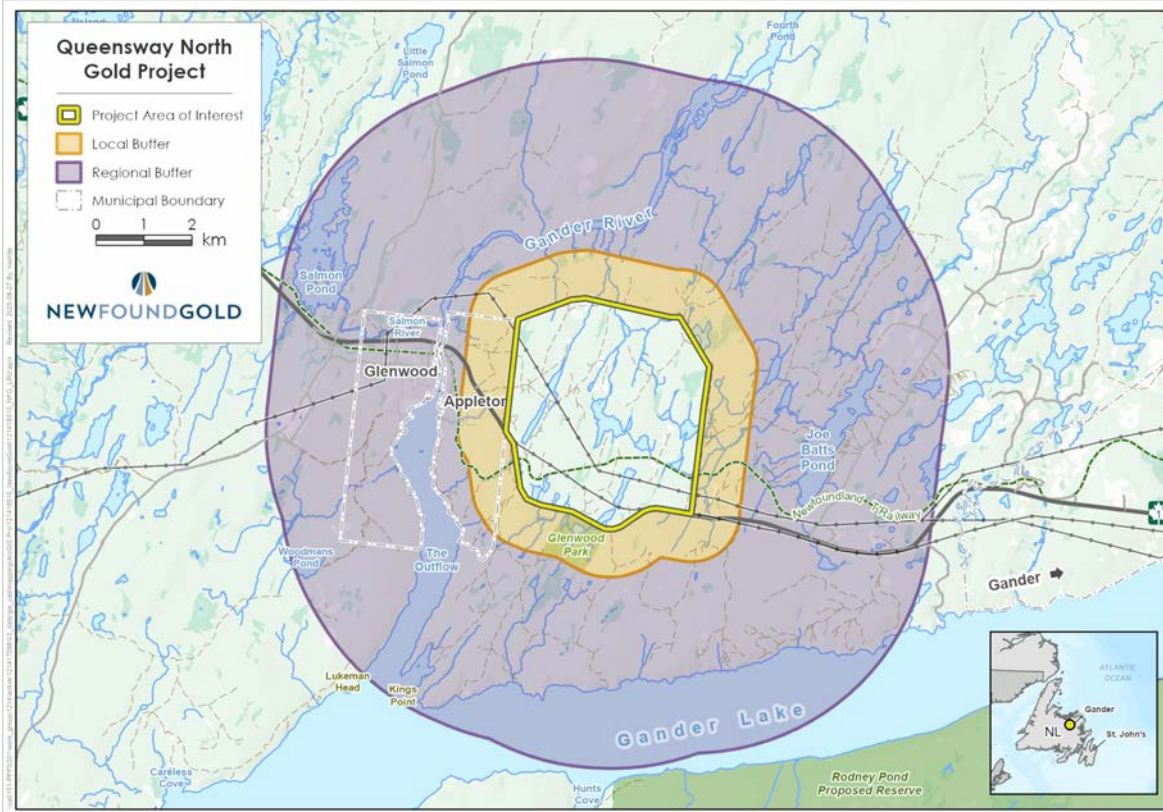 Queensway North
Gold Project
Project Area of Interest
Local Buffer
Regional Buffer
Municipal Boundary
0 1 2
km
NEWFOUNDGOLD
Little
Salmon
Pond
Fourth
Pond
Gander River
Salmon
Pond
Salmon
River
Glenwood
Appleton
Joe
Batts
Pond
Newfoundland T'Railway
Glenwood
Park
The
Outflow
Woodmans
Pond
Gander
Lukeman
Head
Kings
Point
Gander Lake
Careless
Cove
Hunts
Cove
Rodney Pond
Proposed Reserve
ATLANTIC
OCEAN
Gander
NL
St. John's